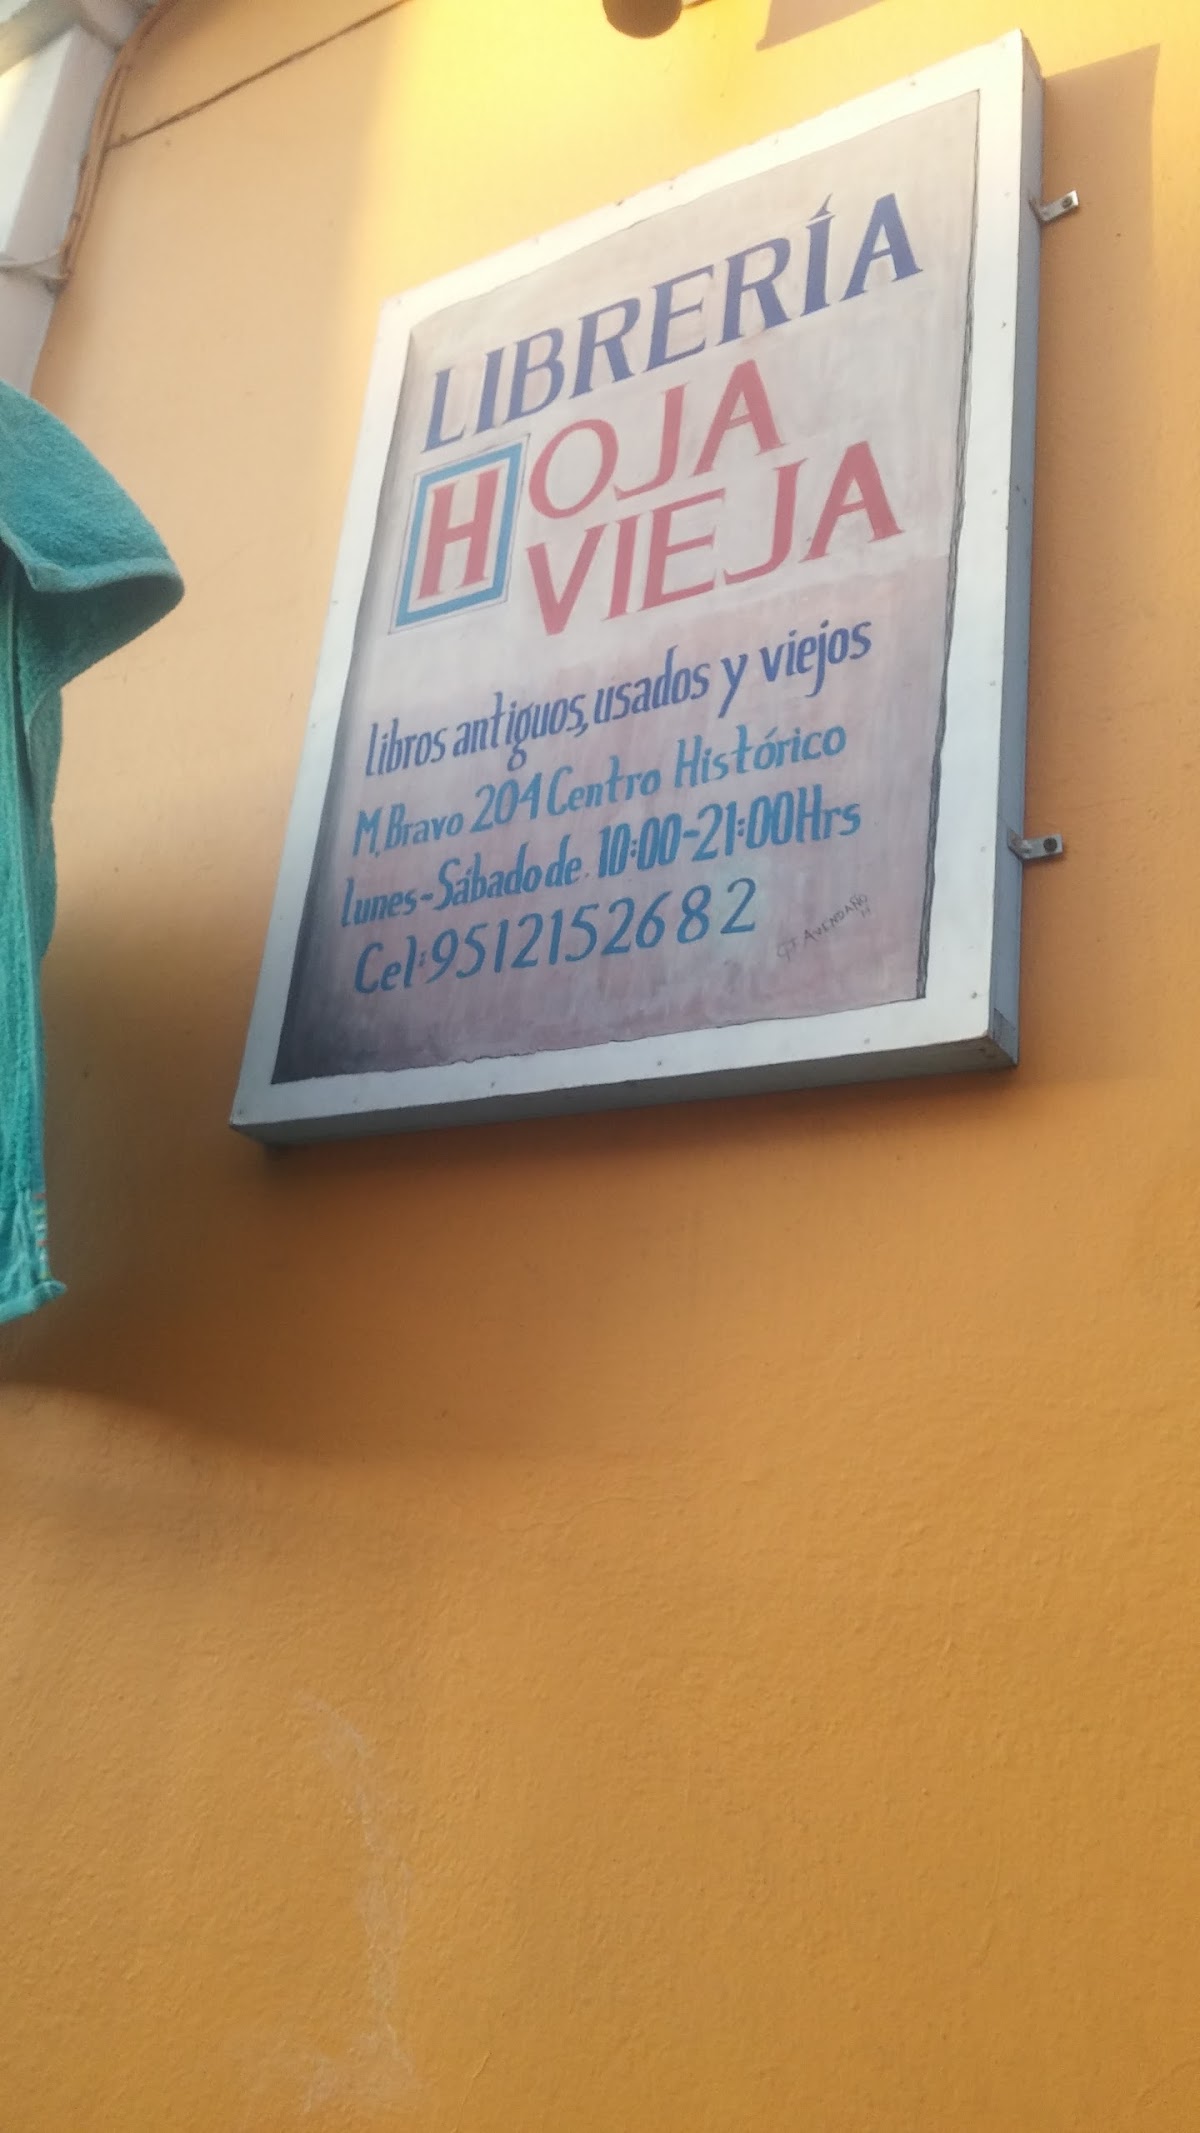 LIBRERÍA
HOJA
VIEJA
libros antiguos, usados y viejos
M. Bravo 204 Centro Histórico
lunes-Sábado de 10:00-21:00Hrs
Cel: 9512152682
AVENDAÑO